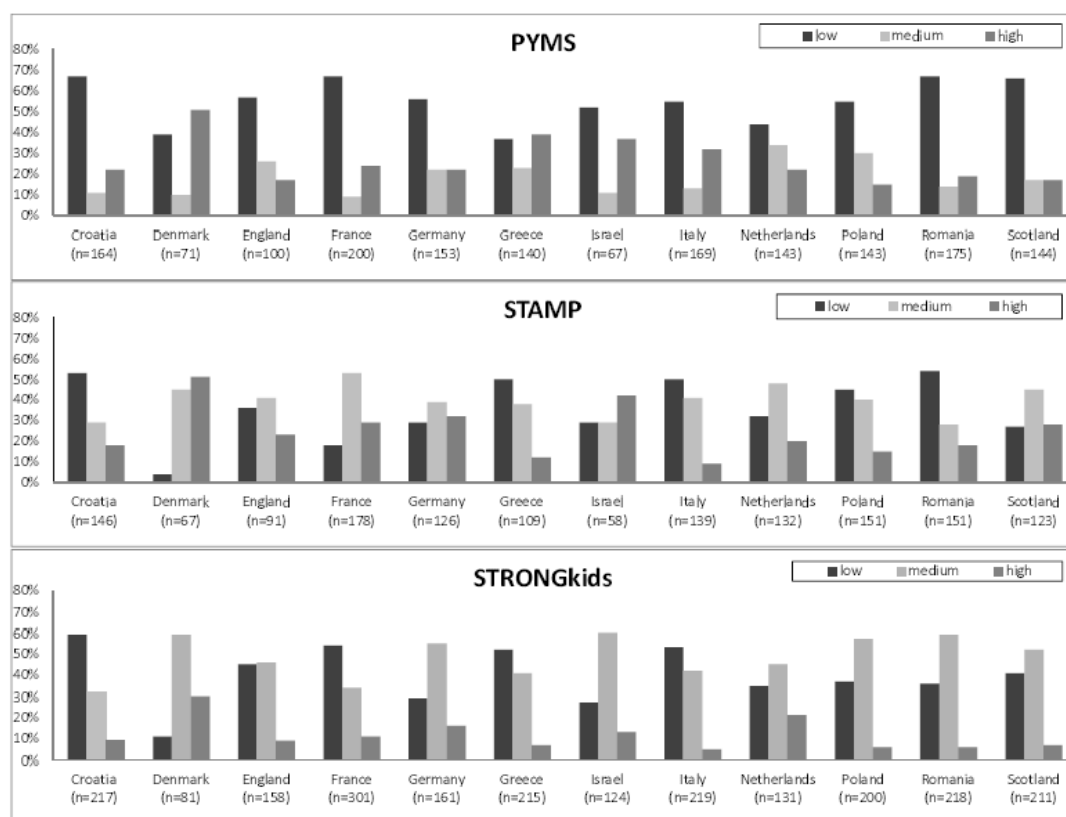 PYMS
low medium high
80%
70%
60%
50%
40%
30%
20%
10%
0%
Croatia Denmark England France Germany Greece Israel Italy Netherlands Poland Romania Scotland
(n=164) (n=71) (n=100) (n=200) (n=153) (n=140) (n=67) (n=169) (n=143) (n=143) (n=175) (n=144)
STAMP
low medium high
80%
70%
60%
50%
40%
30%
20%
10%
0%
Croatia Denmark England France Germany Greece Israel Italy Netherlands Poland Romania Scotland
(n=146) (n=67) (n=91) (n=178) (n=126) (n=109) (n=58) (n=139) (n=132) (n=151) (n=151) (n=123)
STRONGkids
low medium high
80%
70%
60%
50%
40%
30%
20%
10%
0%
Croatia Denmark England France Germany Greece Israel Italy Netherlands Poland Romania Scotland
(n=217) (n=81) (n=158) (n=301) (n=161) (n=215) (n=124) (n=219) (n=131) (n=200) (n=218) (n=211)